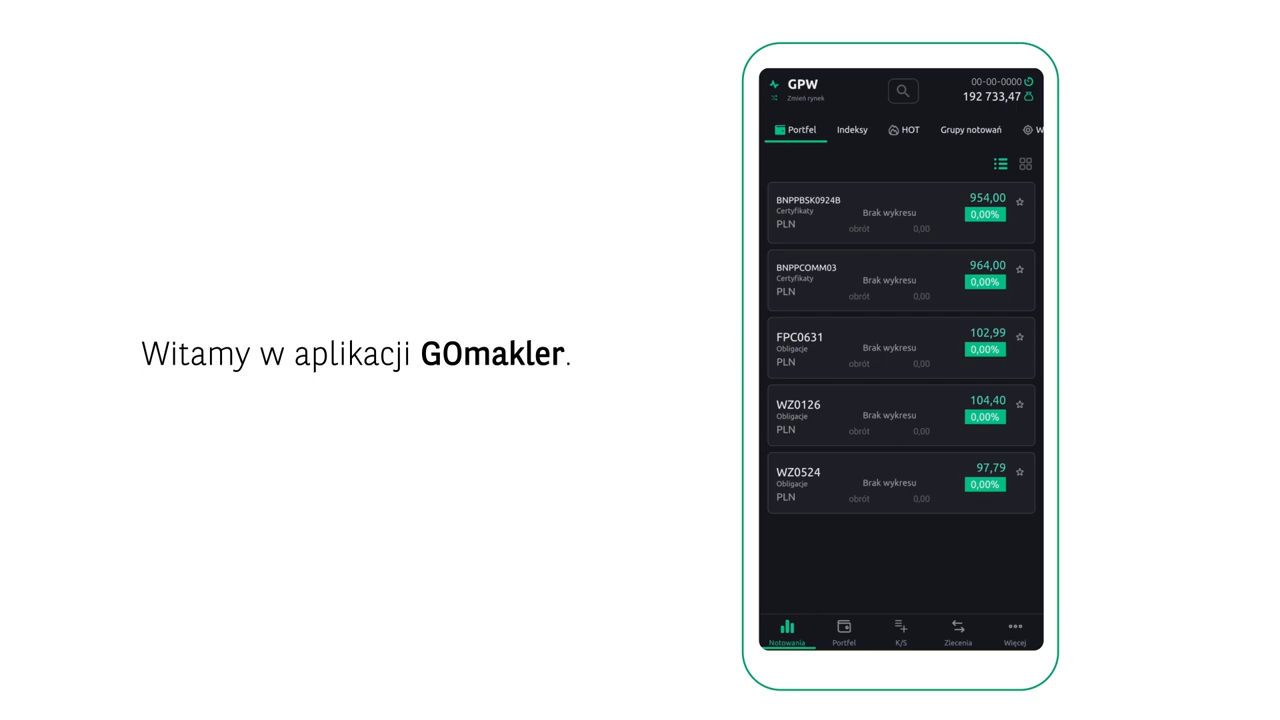 Witamy w aplikacji GOmakler.
GPW
Zmień rynek
00-00-0000
192 733,47
Portfel Indeksy HOT Grupy notowań W
BNPPBSK0924B
Certyfikaty
PLN
Brak wykresu
obrót 0,00
954,00
0,00%
BNPPCOMM03
Certyfikaty
PLN
Brak wykresu
obrót 0,00
964,00
0,00%
FPC0631
Obligacje
PLN
Brak wykresu
obrót 0,00
102,99
0,00%
WZ0126
Obligacje
PLN
Brak wykresu
obrót 0,00
104,40
0,00%
WZ0524
Obligacje
PLN
Brak wykresu
obrót 0,00
97,79
0,00%
Notowania Portfel K/S Zlecenia Więcej